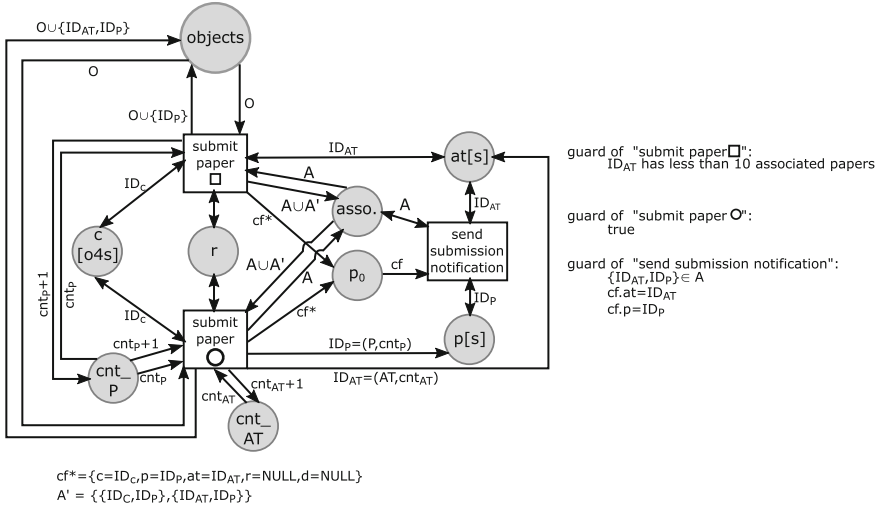 O∪{ID_AT,ID_P}
objects
O
O
O∪{ID_P}
submit
paper
ID_AT
at[s]
guard of "submit paper□":
ID_AT has less than 10 associated papers
ID_C
A
A∪A'
asso.
A
ID_AT
cf*
guard of "submit paper○":
true
c
[o4s]
r
send
submission
notification
A∪A'
A
p₀
cf
guard of "send submission notification":
{ID_AT,ID_P}∈ A
cf.at=ID_AT
cf.p=ID_P
cnt_P+1
cnt_P
ID_C
cf*
ID_P
submit
paper
cnt_P+1
ID_P=(P,cnt_P)
p[s]
cnt_
P
cnt_P
ID_AT=(AT,cnt_AT)
cnt_AT
cnt_AT+1
cnt_
AT
cf*={c=ID_C,p=ID_P,at=ID_AT,r=NULL,d=NULL}
A' = {{ID_C,ID_P},{ID_AT,ID_P}}